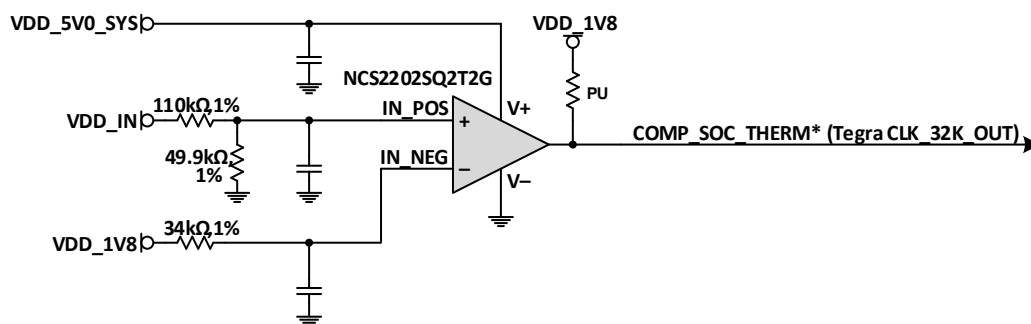 VDD_5V0_SYS
VDD_1V8
NCS2202SQ2T2G
PU
110kΩ,1%
IN_POS
V+
VDD_IN
+
COMP_SOC_THERM* (Tegra CLK_32K_OUT)
49.9kΩ,
1%
IN_NEG
–
V–
34kΩ,1%
VDD_1V8